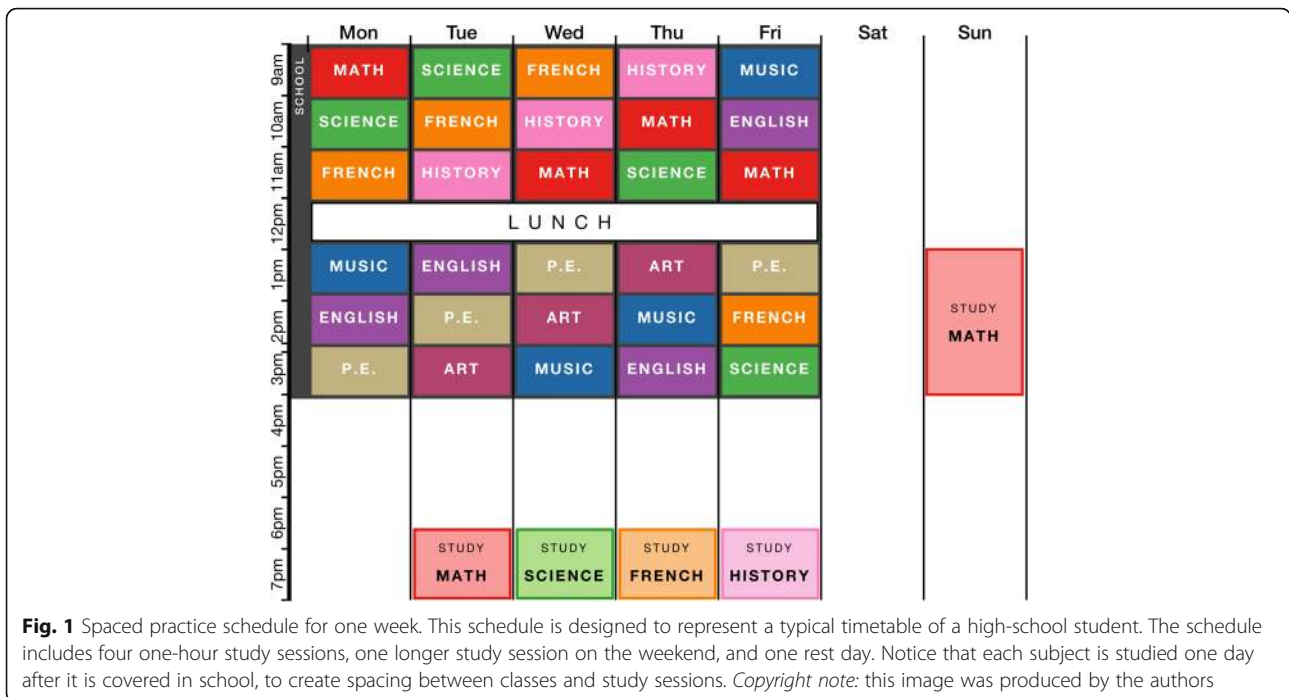 Mon Tue Wed Thu Fri Sat Sun
SCHOOL
9am MATH SCIENCE FRENCH HISTORY MUSIC
10am SCIENCE FRENCH HISTORY MATH ENGLISH
11am FRENCH HISTORY MATH SCIENCE MATH
12pm LUNCH
1pm MUSIC ENGLISH P.E. ART P.E.
2pm ENGLISH P.E. ART MUSIC FRENCH STUDY MATH
3pm P.E. ART MUSIC ENGLISH SCIENCE
4pm
5pm
6pm STUDY STUDY STUDY STUDY
7pm MATH SCIENCE FRENCH HISTORY
Fig. 1 Spaced practice schedule for one week. This schedule is designed to represent a typical timetable of a high-school student. The schedule
includes four one-hour study sessions, one longer study session on the weekend, and one rest day. Notice that each subject is studied one day
after it is covered in school, to create spacing between classes and study sessions. Copyright note: this image was produced by the authors